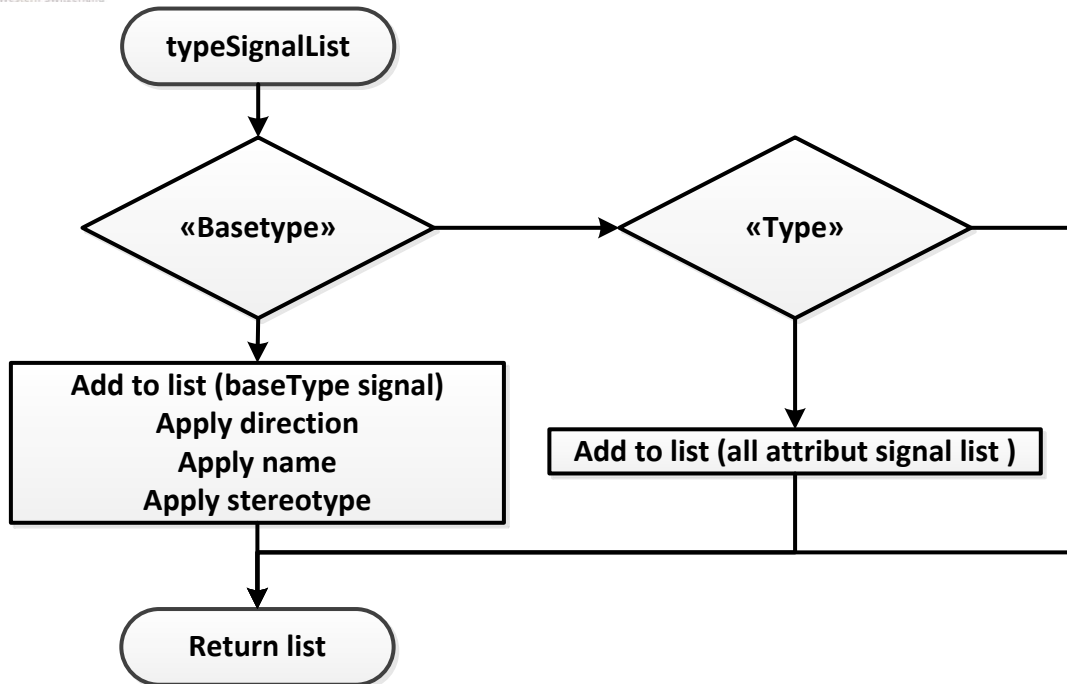 typeSignalList
«Basetype»
«Type»
Add to list (baseType signal)
Apply direction
Apply name
Apply stereotype
Add to list (all attribut signal list )
Return list